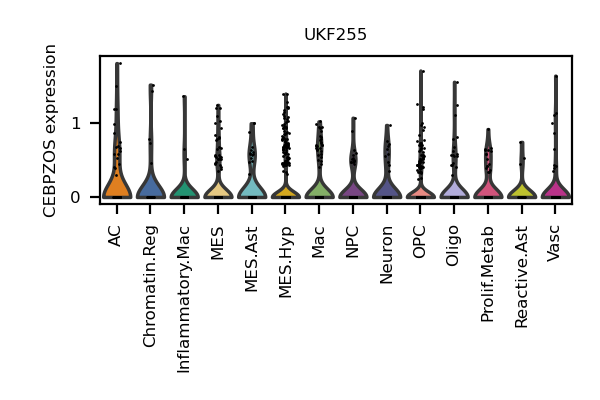 UKF255
CEBPZOS expression
1
0
AC
Chromatin.Reg
Inflammatory.Mac
MES
MES.Ast
MES.Hyp
Mac
NPC
Neuron
OPC
Oligo
Prolif.Metab
Reactive.Ast
Vasc